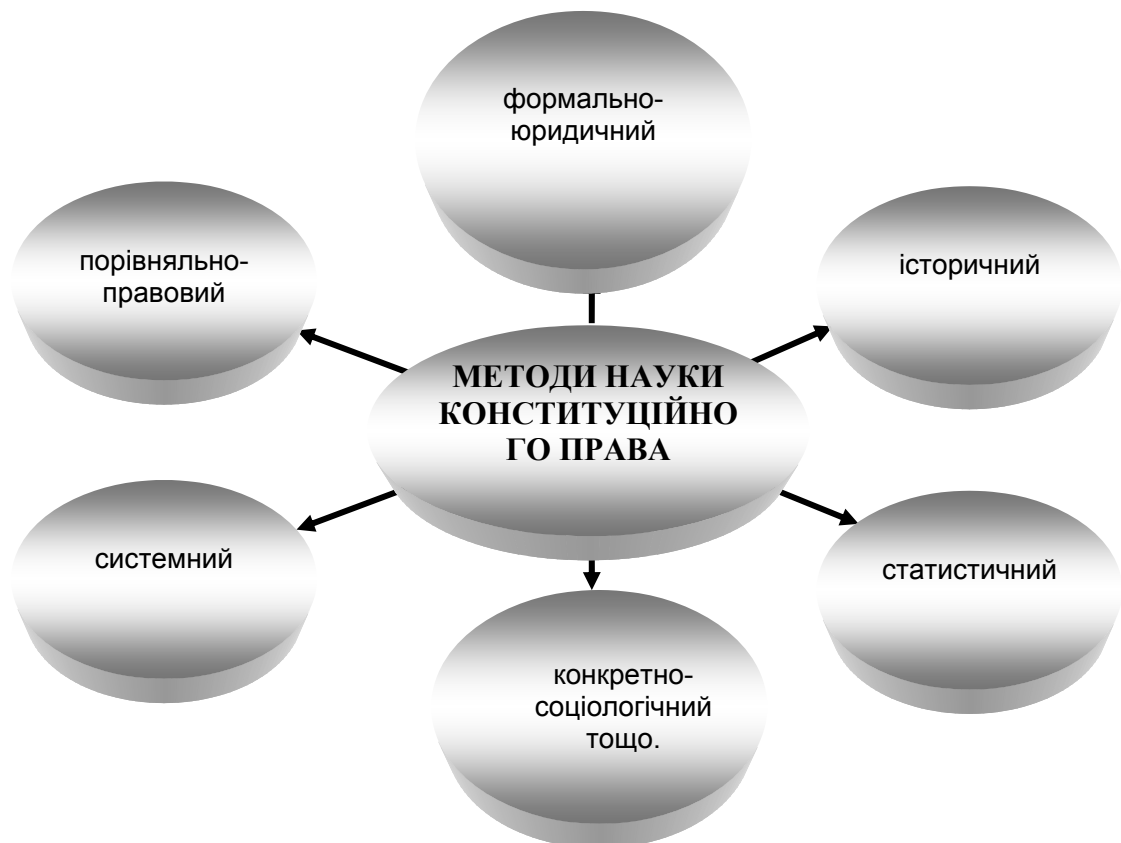 формально-
юридичний
порівняльно-
правовий
історичний
МЕТОДИ НАУКИ
КОНСТИТУЦІЙНО
ГО ПРАВА
системний
статистичний
конкретно-
соціологічний
тощо.